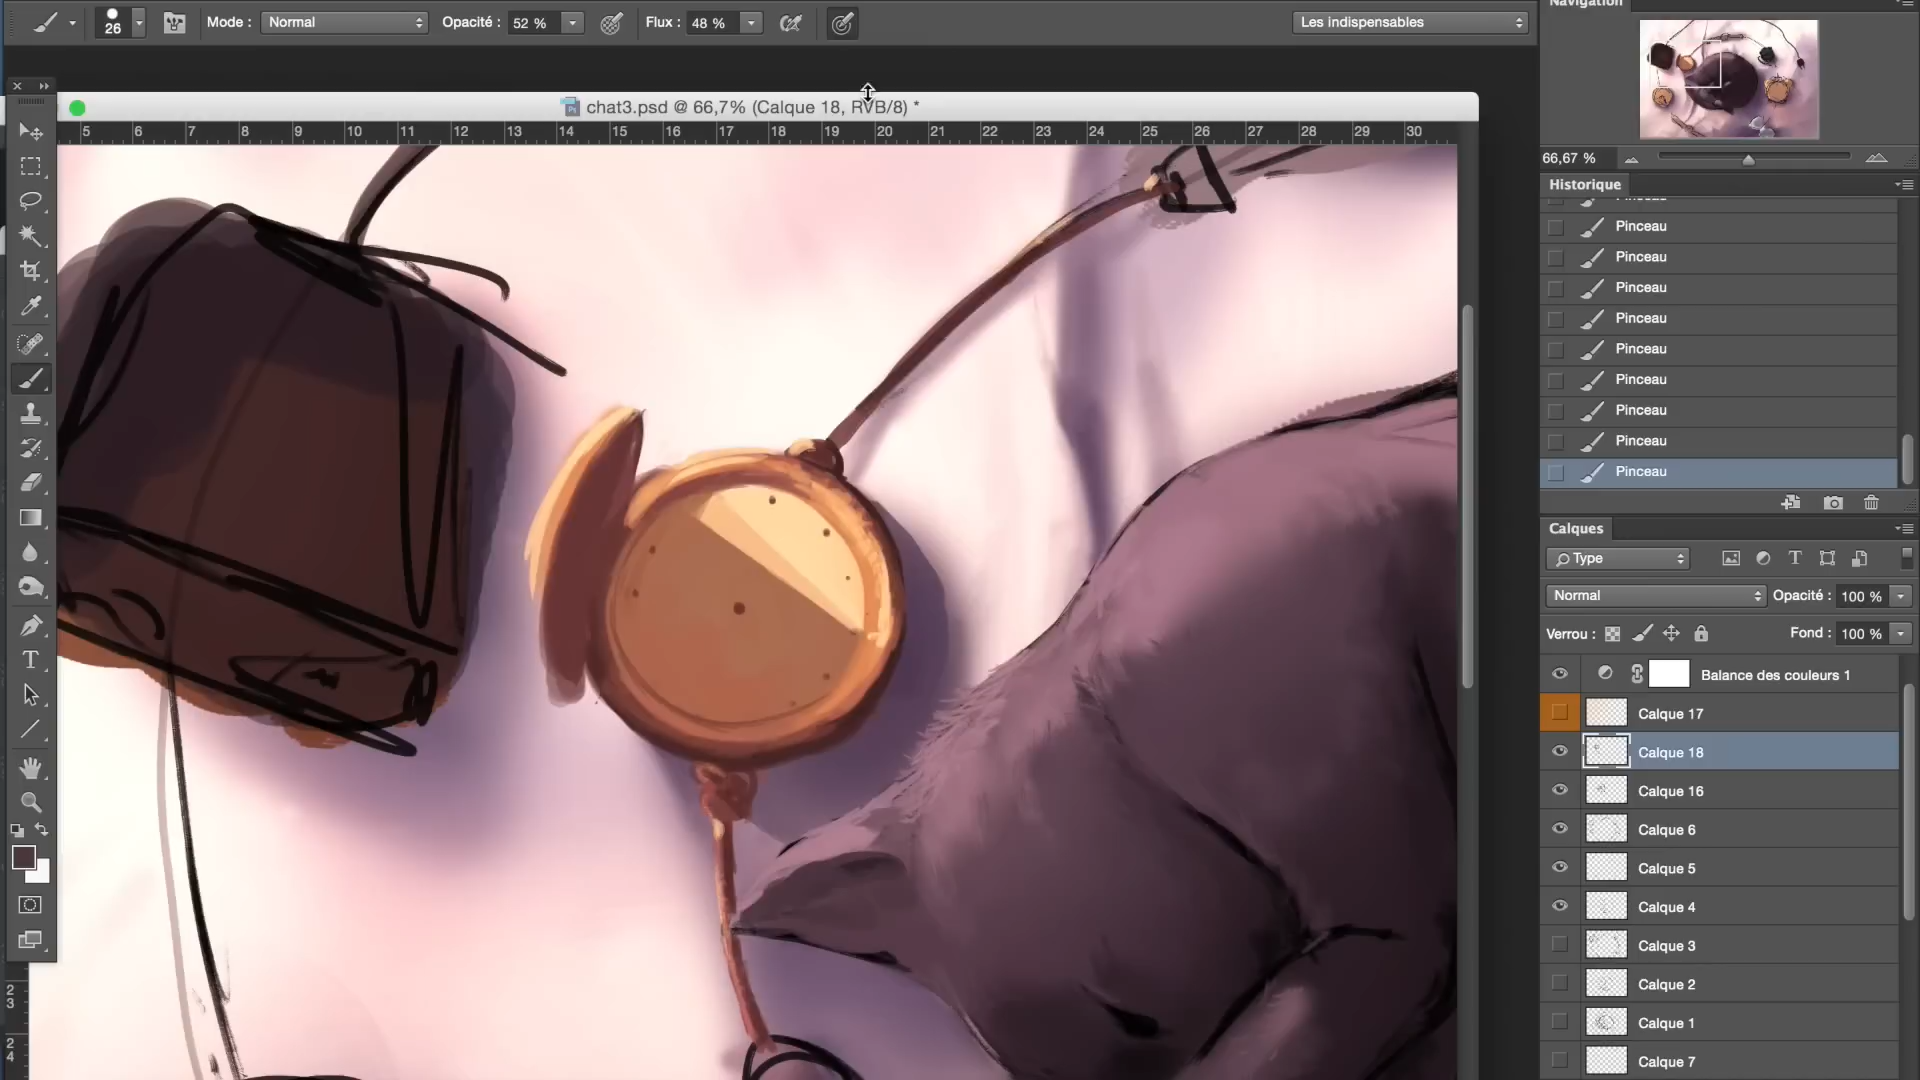 Navigation
26
Mode : Normal
Opacité : 52 %
Flux : 48 %
Les indispensables
chat3.psd @ 66,7% (Calque 18, RVB/8) *
5 6 7 8 9 10 11 12 13 14 15 16 17 18 19 20 21 22 23 24 25 26 27 28 29 30
66,67 %
Historique
Pinceau
Pinceau
Pinceau
Pinceau
Pinceau
Pinceau
Pinceau
Pinceau
Pinceau
Calques
Type
Normal
Opacité : 100 %
Verrou :
Fond : 100 %
Balance des couleurs 1
Calque 17
Calque 18
Calque 16
Calque 6
Calque 5
Calque 4
Calque 3
Calque 2
Calque 1
Calque 7
23
24